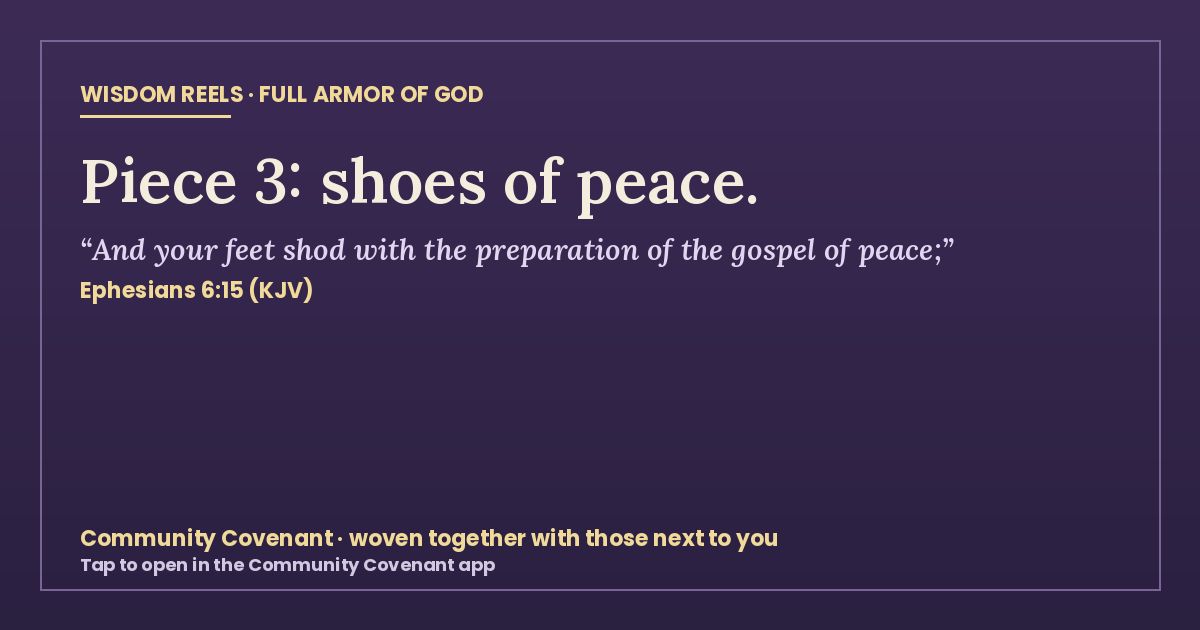 WISDOM REELS · FULL ARMOR OF GOD
Piece 3: shoes of peace.
“And your feet shod with the preparation of the gospel of peace;”
Ephesians 6:15 (KJV)
Community Covenant · woven together with those next to you
Tap to open in the Community Covenant app